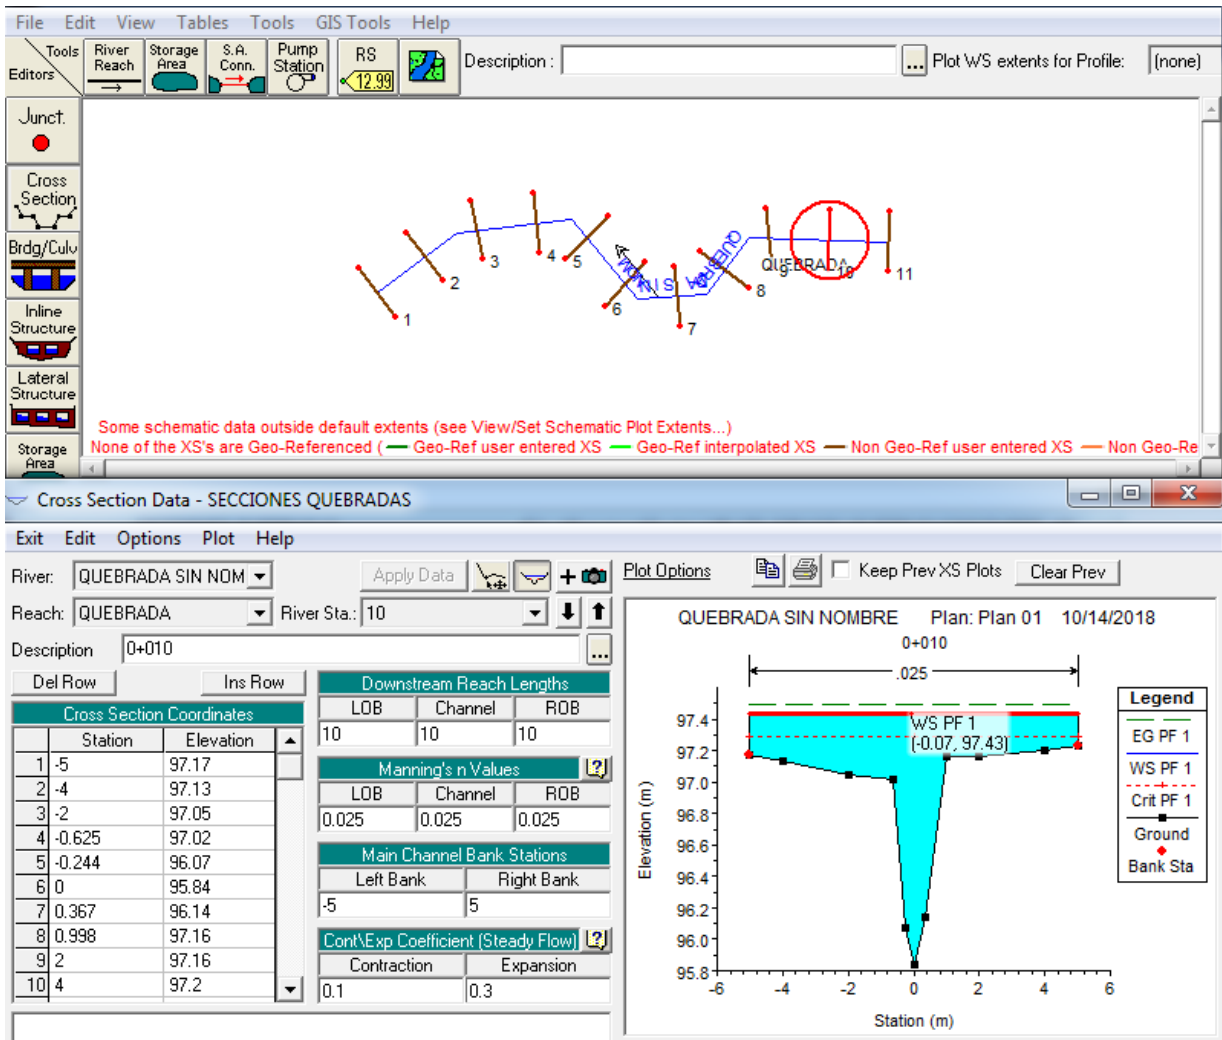 File Edit View Tables Tools GIS Tools Help
Tools
Editors
River Reach
Storage Area
S.A. Conn.
Pump Station
RS
12.99
Description :
...
Plot WS extents for Profile:
(none)
Junct.
Cross Section
Brdg/Culv
Inline Structure
Lateral Structure
Storage Area
1
2
3
4
5
6
7
8
9
10
11
QUEBRADA
SIN
Some schematic data outside default extents (see View/Set Schematic Plot Extents...)
None of the XS's are Geo-Referenced ( Geo-Ref user entered XS Geo-Ref interpolated XS Non Geo-Ref user entered XS Non Geo-Re
Cross Section Data - SECCIONES QUEBRADAS
Exit Edit Options Plot Help
River: QUEBRADA SIN NOM
Apply Data
Reach: QUEBRADA River Sta.: 10
Description 0+010 ...
Del Row Ins Row
Cross Section Coordinates
Station Elevation
1 -5 97.17
2 -4 97.13
3 -2 97.05
4 -0.625 97.02
5 -0.244 96.07
6 0 95.84
7 0.367 96.14
8 0.998 97.16
9 2 97.16
10 4 97.2
Downstream Reach Lengths
LOB Channel ROB
10 10 10
Manning's n Values
LOB Channel ROB
0.025 0.025 0.025
Main Channel Bank Stations
Left Bank Right Bank
-5 5
Cont\Exp Coefficient (Steady Flow)
Contraction Expansion
0.1 0.3
Plot Options
Keep Prev XS Plots Clear Prev
QUEBRADA SIN NOMBRE Plan: Plan 01 10/14/2018
0+010
.025
WS PF 1
(-0.07, 97.43)
97.4
97.2
97.0
96.8
96.6
96.4
96.2
96.0
95.8
-6 -4 -2 0 2 4 6
Elevation (m)
Station (m)
Legend
EG PF 1
WS PF 1
Crit PF 1
Ground
Bank Sta